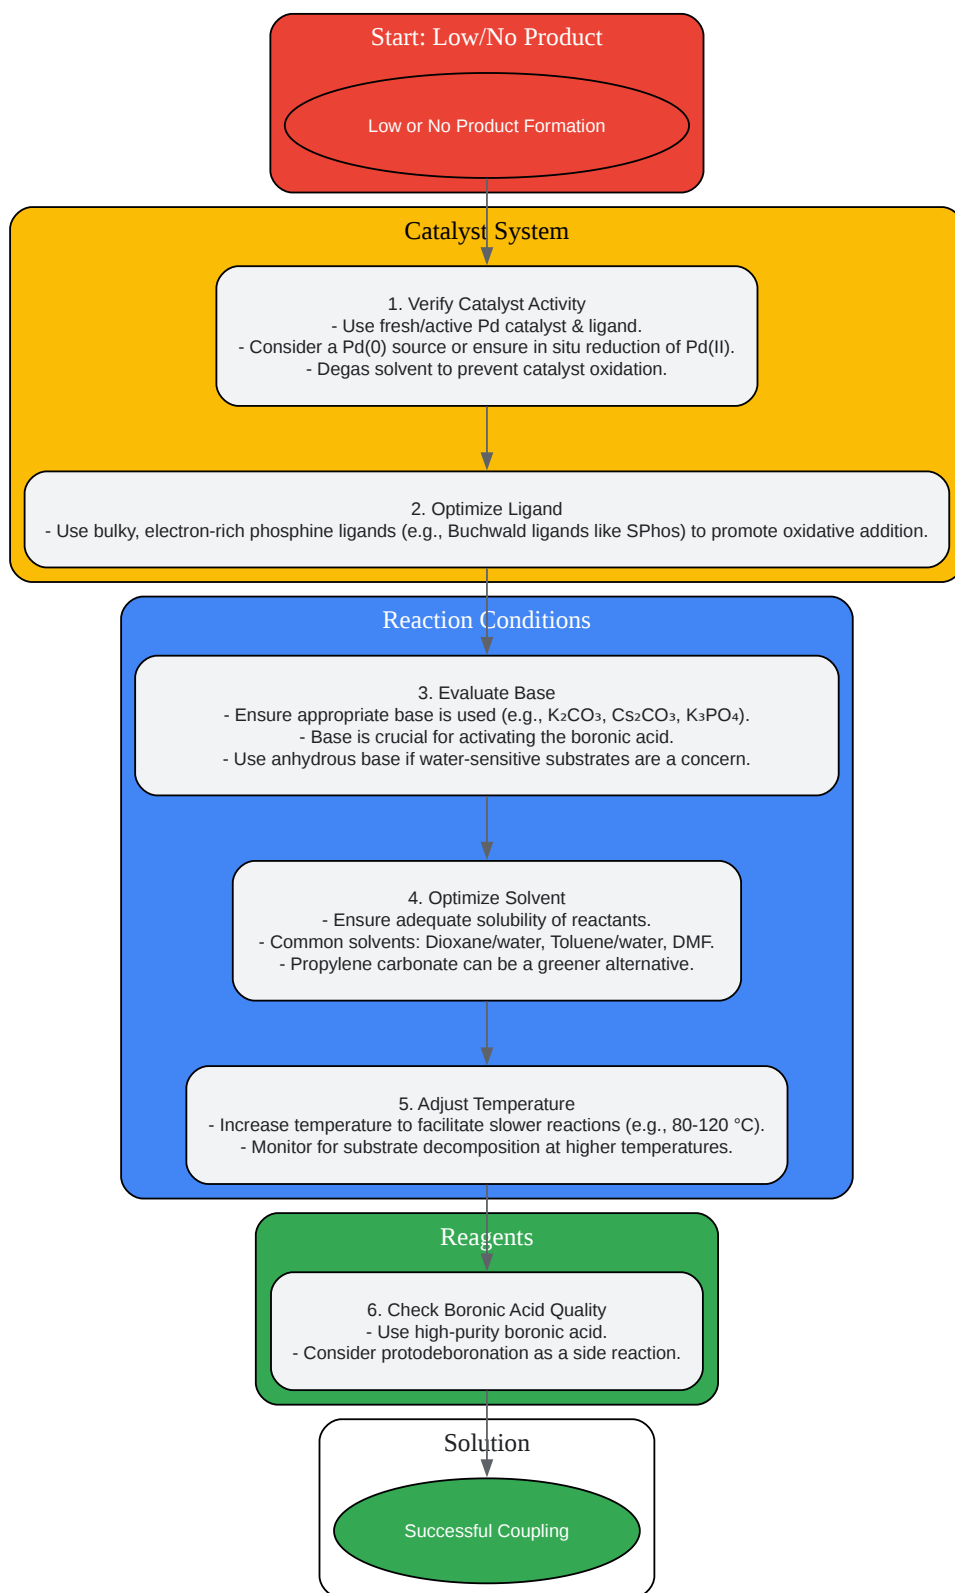 Start: Low/No Product
Low or No Product Formation
Catalyst System
1. Verify Catalyst Activity
- Use fresh/active Pd catalyst & ligand.
- Consider a Pd(0) source or ensure in situ reduction of Pd(II).
- Degas solvent to prevent catalyst oxidation.
2. Optimize Ligand
- Use bulky, electron-rich phosphine ligands (e.g., Buchwald ligands like SPhos) to promote oxidative addition.
Reaction Conditions
3. Evaluate Base
- Ensure appropriate base is used (e.g., K₂CO₃, Cs₂CO₃, K₃PO₄).
- Base is crucial for activating the boronic acid.
- Use anhydrous base if water-sensitive substrates are a concern.
4. Optimize Solvent
- Ensure adequate solubility of reactants.
- Common solvents: Dioxane/water, Toluene/water, DMF.
- Propylene carbonate can be a greener alternative.
5. Adjust Temperature
- Increase temperature to facilitate slower reactions (e.g., 80-120 °C).
- Monitor for substrate decomposition at higher temperatures.
Reagents
6. Check Boronic Acid Quality
- Use high-purity boronic acid.
- Consider protodeboronation as a side reaction.
Solution
Successful Coupling